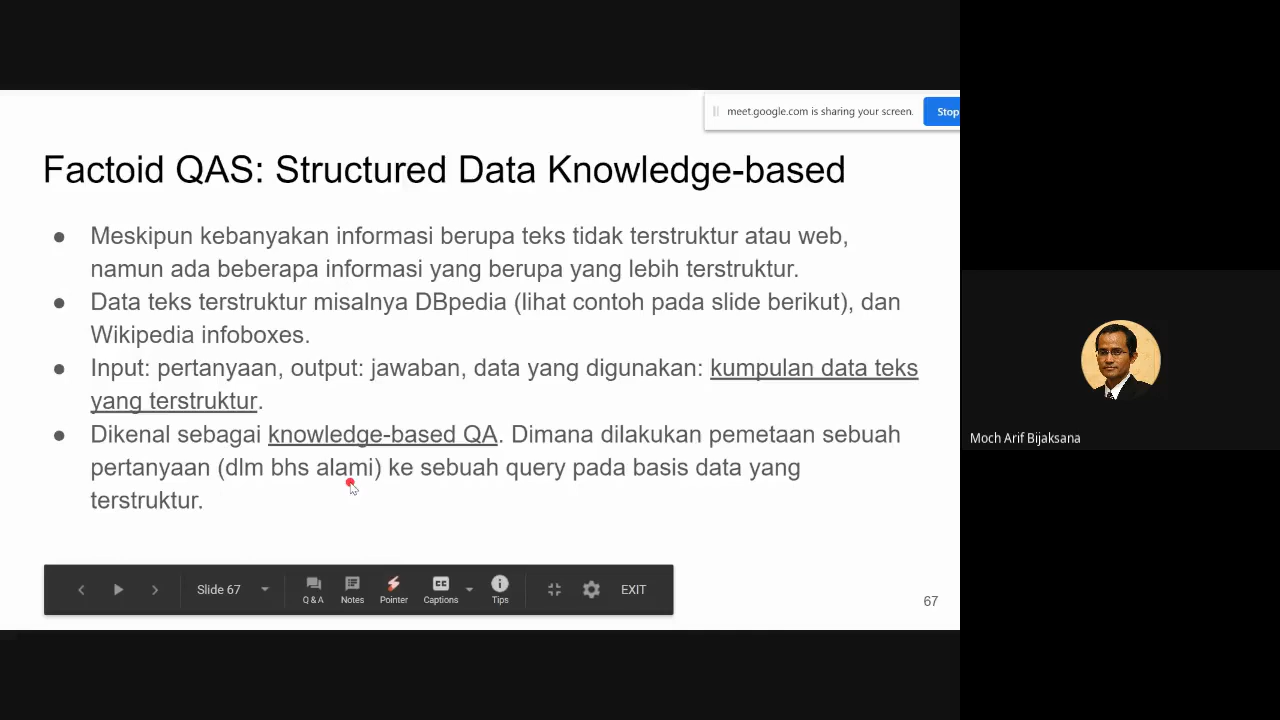 meet.google.com is sharing your screen.
Stop
Factoid QAS: Structured Data Knowledge-based
● Meskipun kebanyakan informasi berupa teks tidak terstruktur atau web,
namun ada beberapa informasi yang berupa yang lebih terstruktur.
● Data teks terstruktur misalnya DBpedia (lihat contoh pada slide berikut), dan
Wikipedia infoboxes.
● Input: pertanyaan, output: jawaban, data yang digunakan: kumpulan data teks
yang terstruktur.
● Dikenal sebagai knowledge-based QA. Dimana dilakukan pemetaan sebuah
pertanyaan (dlm bhs alami) ke sebuah query pada basis data yang
terstruktur.
Moch Arif Bijaksana
Slide 67
Q & A
Notes
Pointer
CC
Captions
Tips
EXIT
67